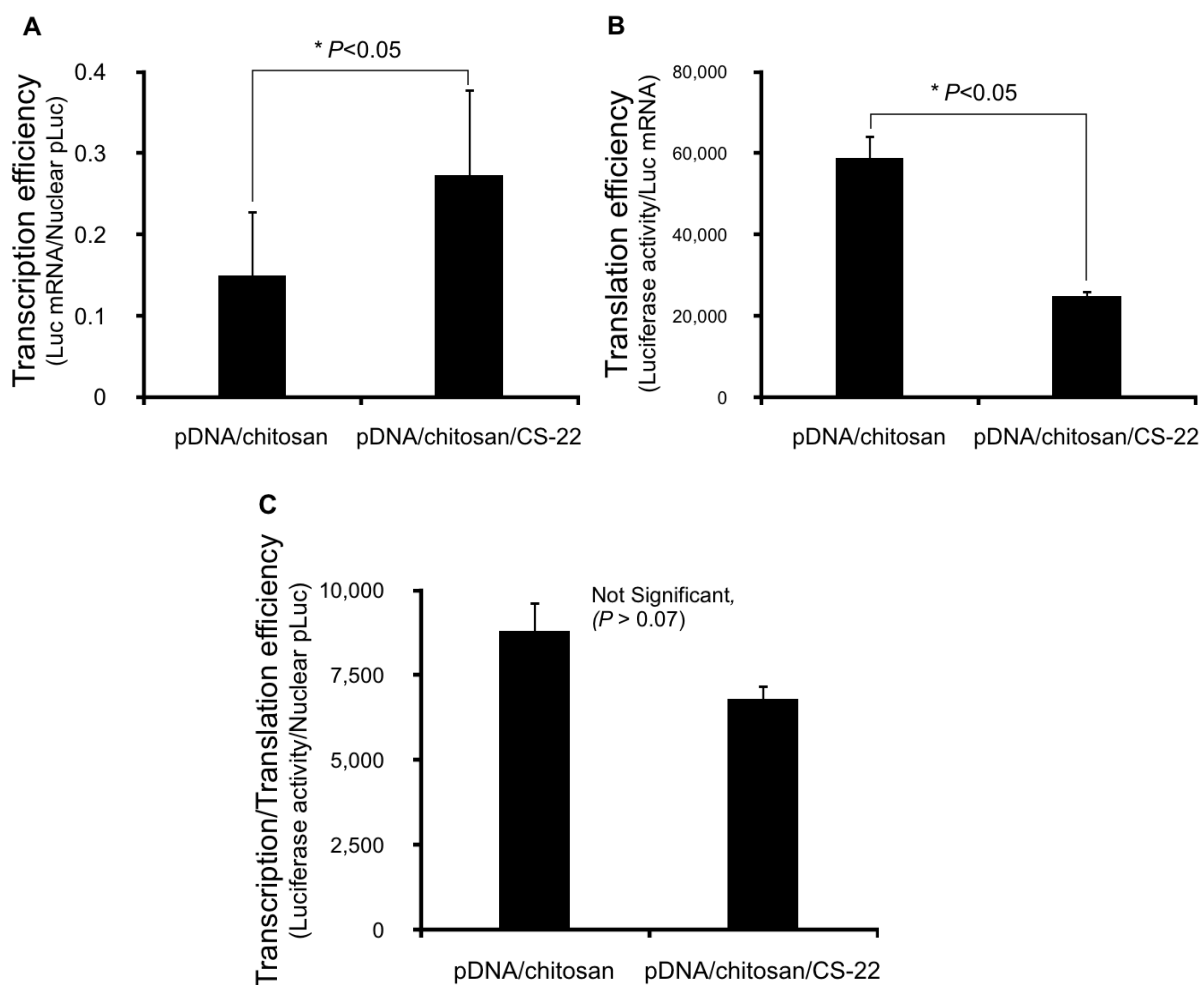 A
* P<0.05
Transcription efficiency
(Luc mRNA/Nuclear pLuc)
0.4
0.3
0.2
0.1
0
pDNA/chitosan
pDNA/chitosan/CS-22
B
* P<0.05
Translation efficiency
(Luciferase activity/Luc mRNA)
80,000
60,000
40,000
20,000
0
pDNA/chitosan
pDNA/chitosan/CS-22
C
Transcription/Translation efficiency
(Luciferase activity/Nuclear pLuc)
10,000
7,500
5,000
2,500
0
Not Significant,
(P > 0.07)
pDNA/chitosan
pDNA/chitosan/CS-22